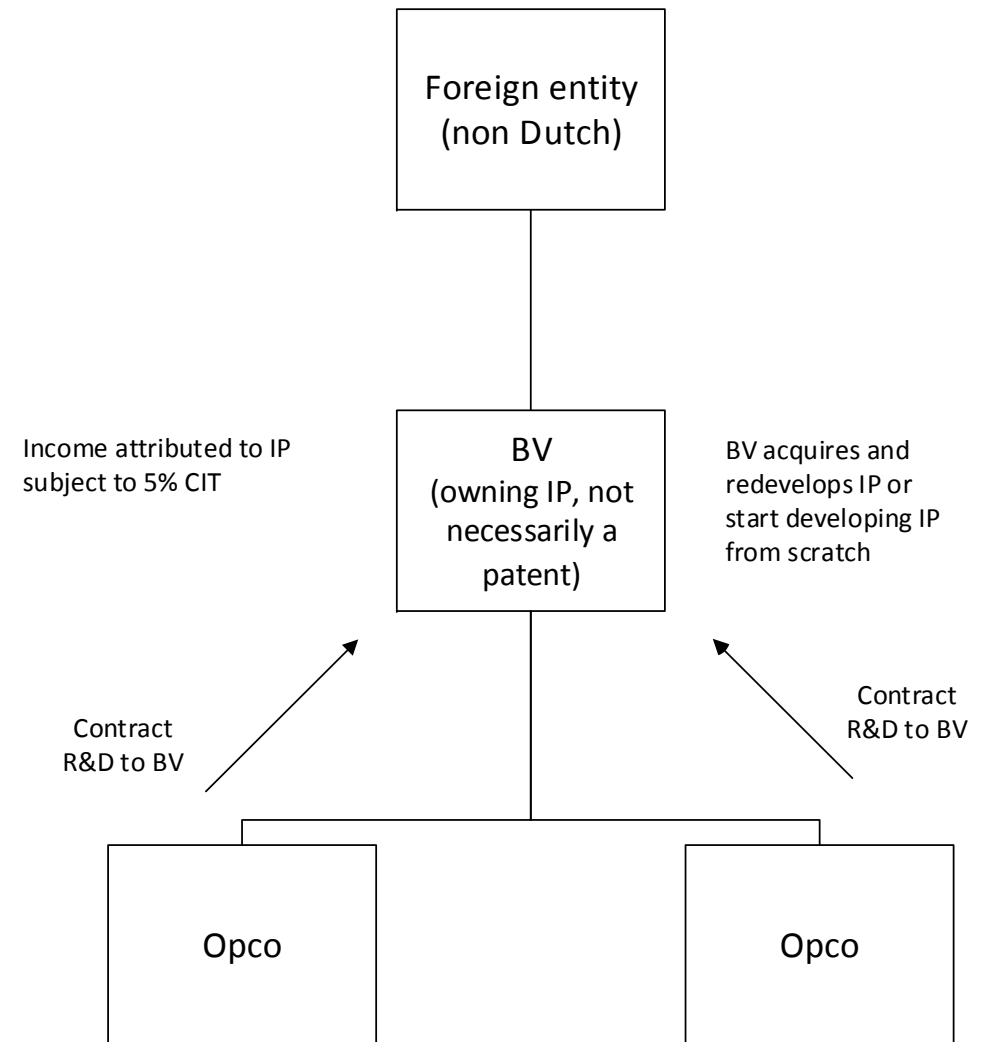 Foreign entity
(non Dutch)
Income attributed to IP
subject to 5% CIT
BV
(owning IP, not
necessarily a
patent)
BV acquires and
redevelops IP or
start developing IP
from scratch
Contract
R&D to BV
Contract
R&D to BV
Opco
Opco